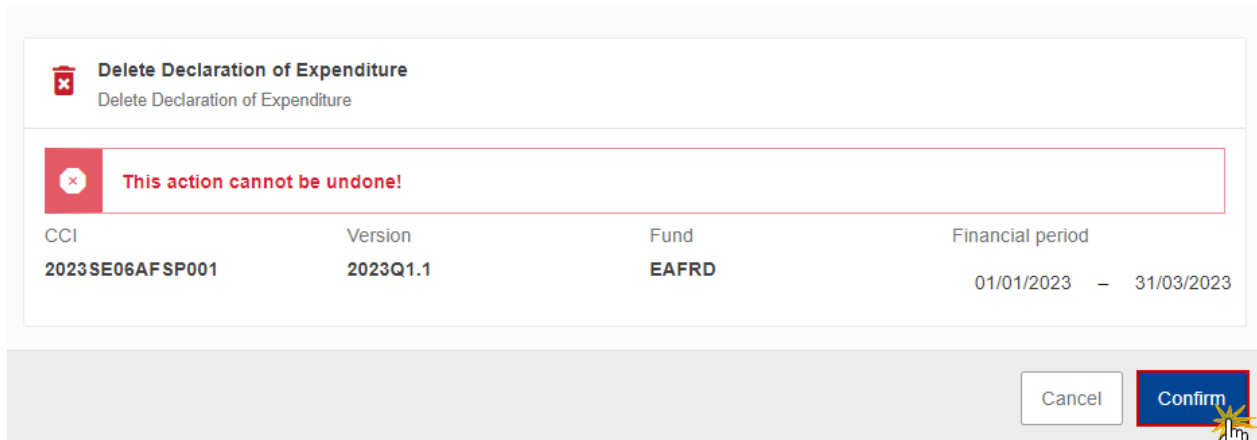 Delete Declaration of Expenditure
Delete Declaration of Expenditure
This action cannot be undone!
CCI Version Fund Financial period
2023SE06AFSP001 2023Q1.1 EAFRD 01/01/2023 – 31/03/2023
Cancel Confirm